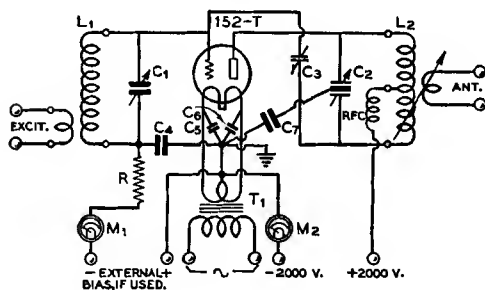 L1
152-T
L2
C1
C3
C2
EXCIT.
C6
C5
C7
C4
RFC
ANT.
R
T1
M1
M2
- EXTERNAL +
BIAS, IF USED.
~
-2000 V.
+2000 V.